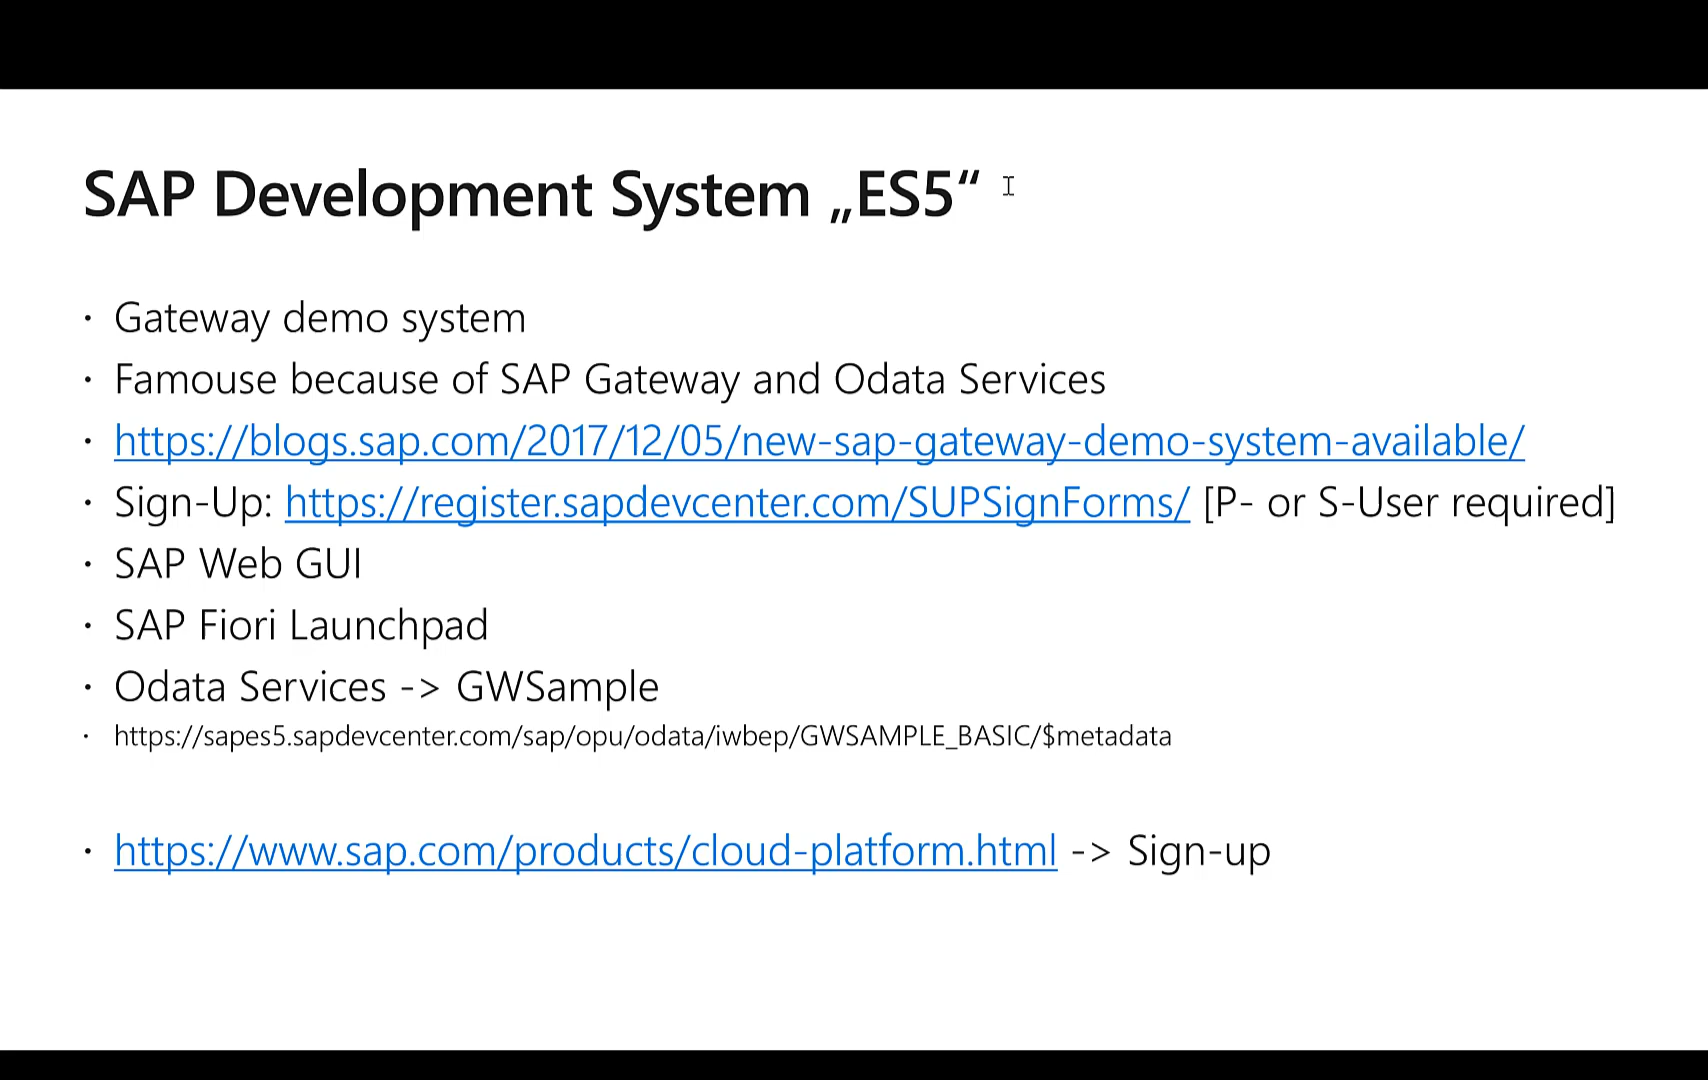 SAP Development System „ES5“
· Gateway demo system
· Famouse because of SAP Gateway and Odata Services
· https://blogs.sap.com/2017/12/05/new-sap-gateway-demo-system-available/
· Sign-Up: https://register.sapdevcenter.com/SUPSignForms/ [P- or S-User required]
· SAP Web GUI
· SAP Fiori Launchpad
· Odata Services -> GWSample
· https://sapes5.sapdevcenter.com/sap/opu/odata/iwbep/GWSAMPLE_BASIC/$metadata
· https://www.sap.com/products/cloud-platform.html -> Sign-up